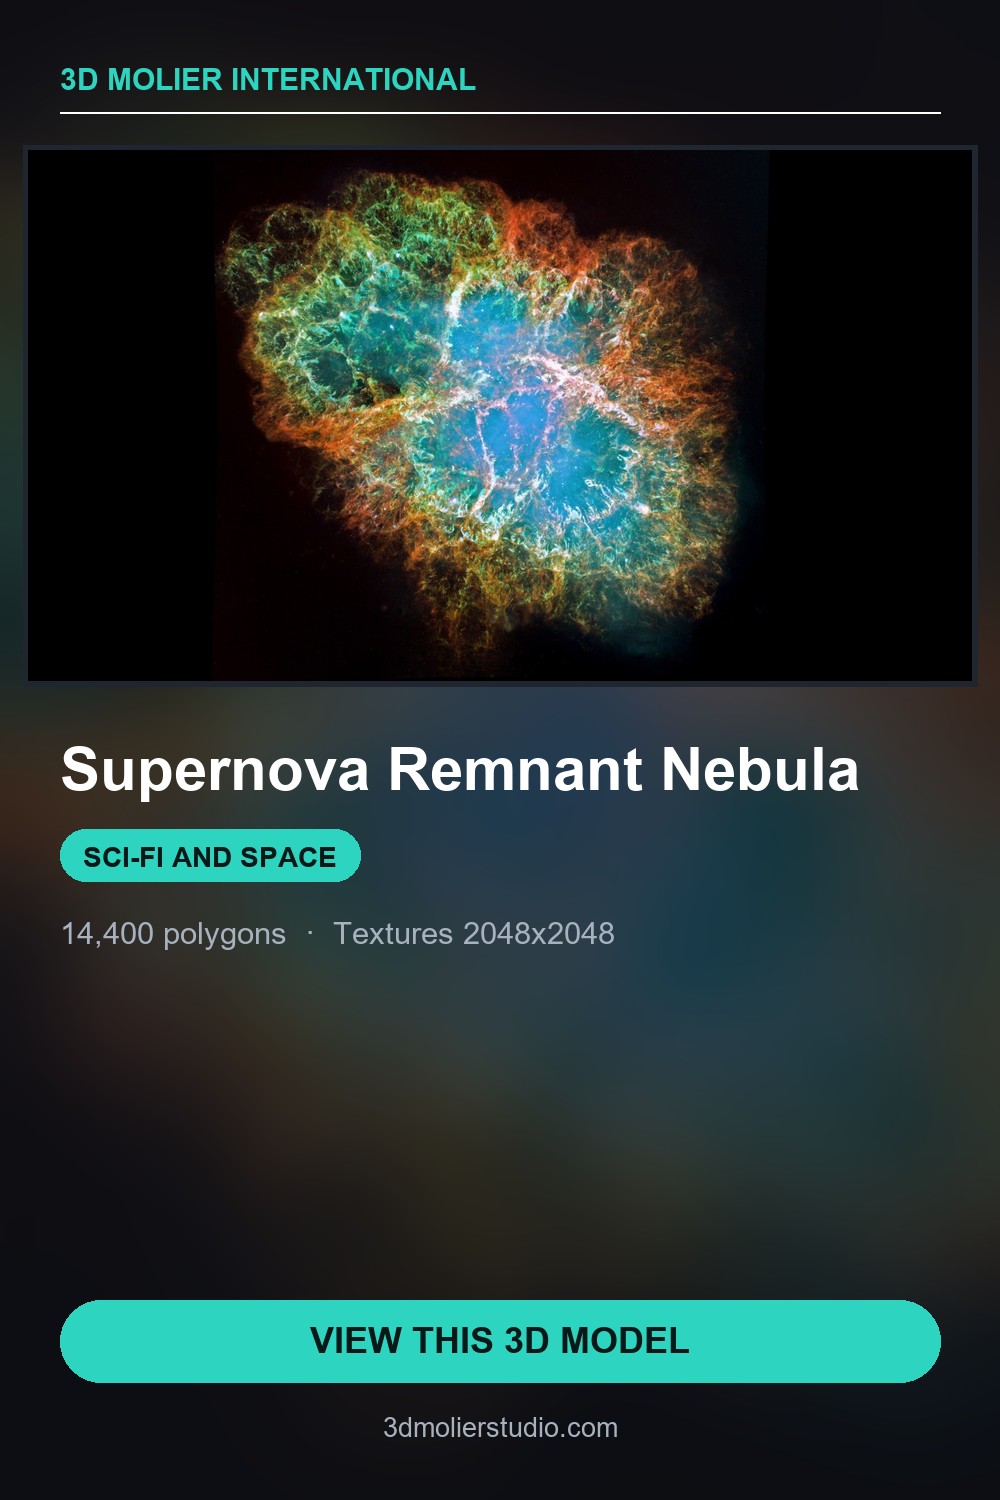 3D MOLIER INTERNATIONAL
Supernova Remnant Nebula
SCI-FI AND SPACE
14,400 polygons · Textures 2048x2048
VIEW THIS 3D MODEL
3dmolierstudio.com